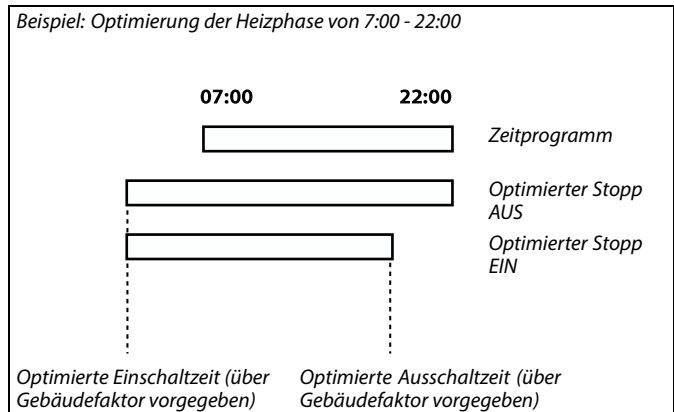 Beispiel: Optimierung der Heizphase von 7:00 - 22:00
07:00 22:00
Zeitprogramm
Optimierter Stopp
AUS
Optimierter Stopp
EIN
Optimierte Einschaltzeit (über
Gebäudefaktor vorgegeben)
Optimierte Ausschaltzeit (über
Gebäudefaktor vorgegeben)